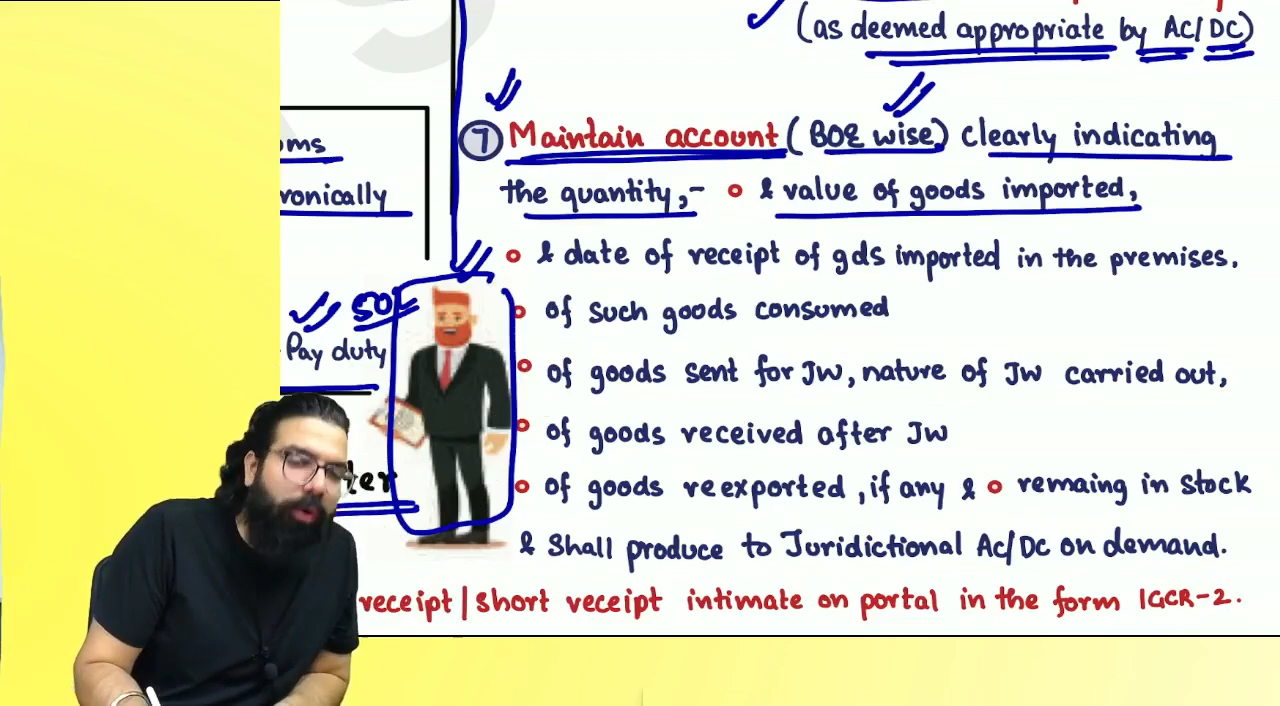 (as deemed appropriate by AC/DC)
7 Maintain account (BOE wise) clearly indicating
the quantity,- & value of goods imported,
& date of receipt of gds imported in the premises.
of such goods consumed
of goods sent for JW, nature of JW carried out,
of goods received after JW
of goods reexported, if any & remaing in stock
& Shall produce to Juridictional AC/DC on demand.
receipt/short receipt intimate on portal in the form IGCR-2.
oms
ronically
50
Pay duty
ter